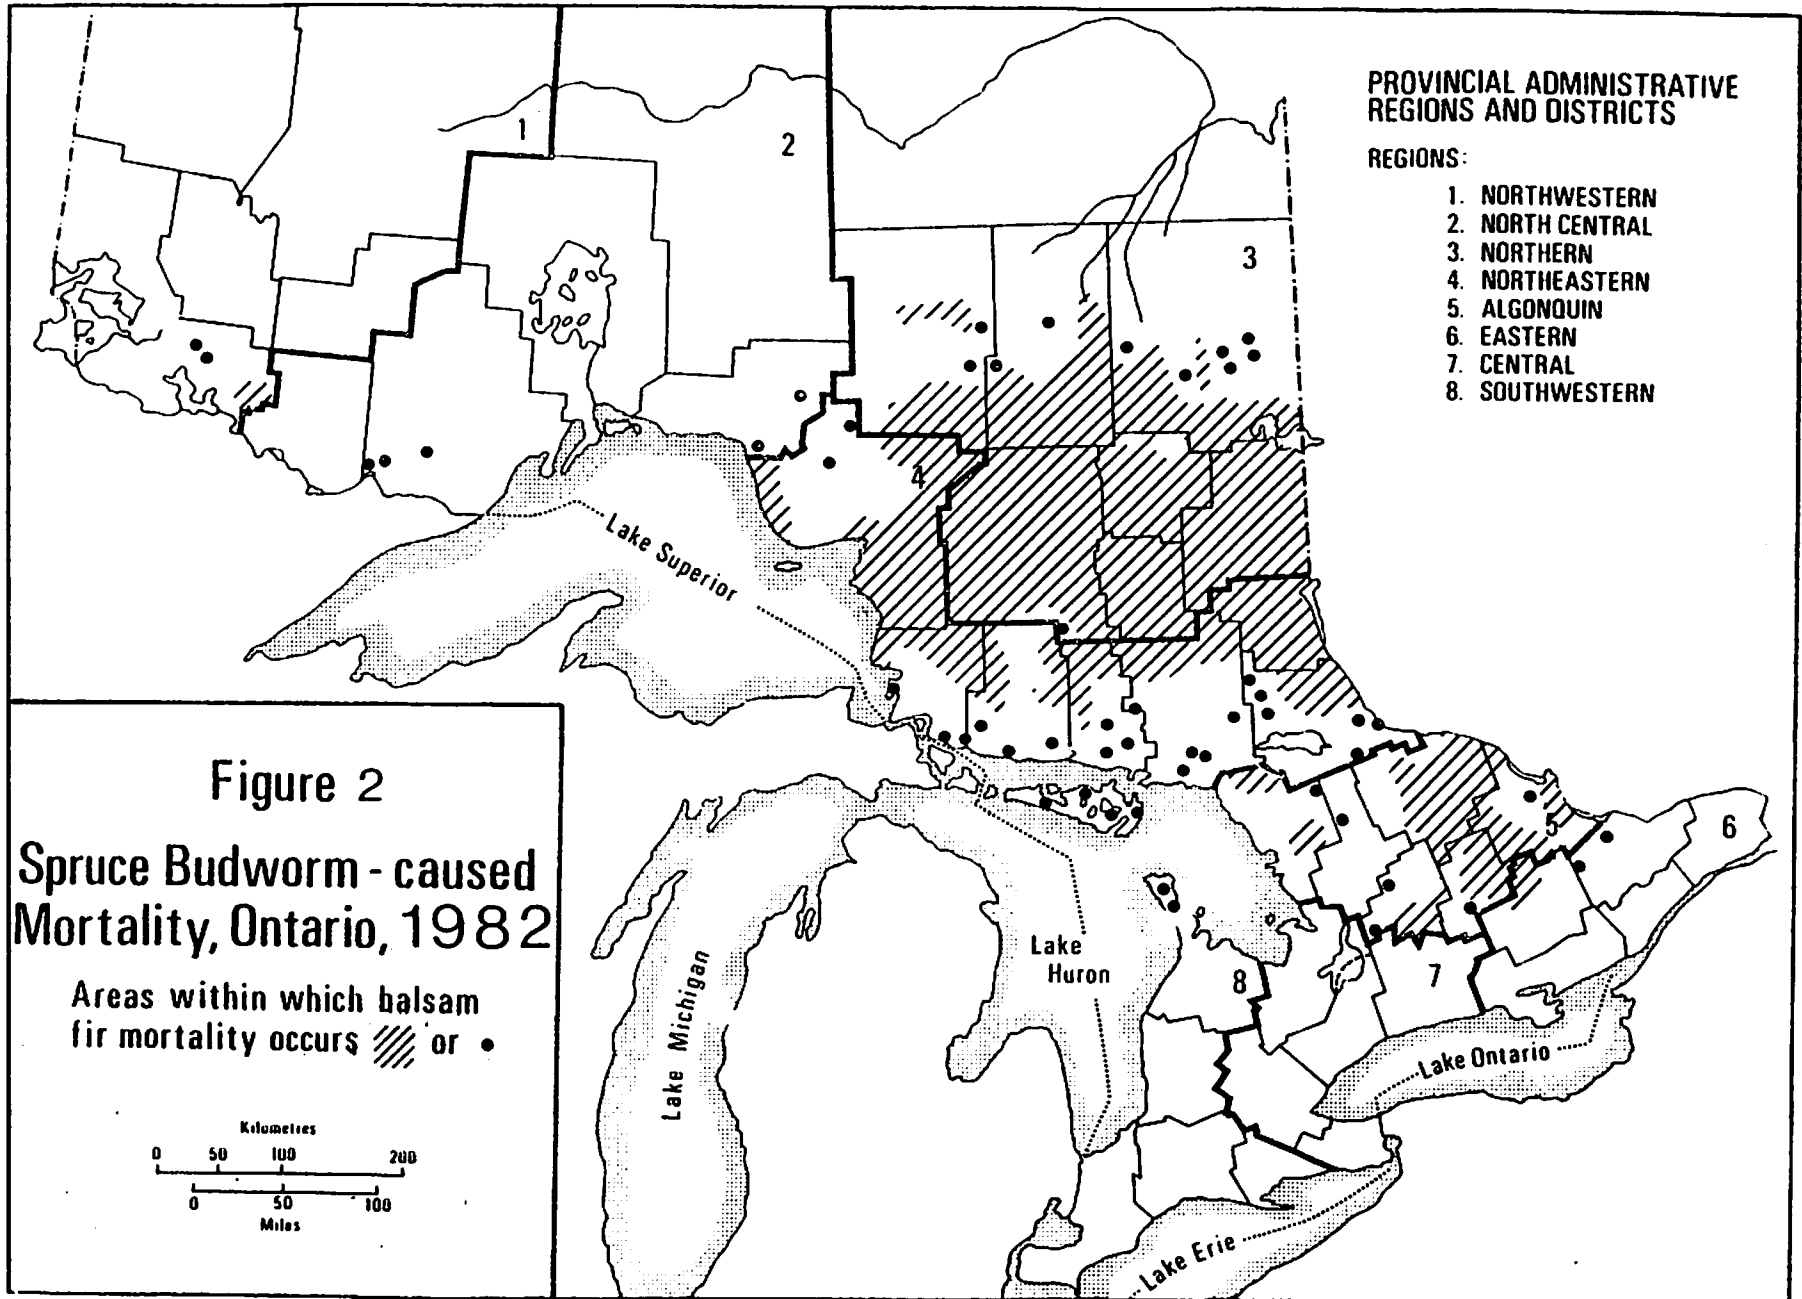 PROVINCIAL ADMINISTRATIVE
REGIONS AND DISTRICTS
REGIONS:
1. NORTHWESTERN
2. NORTH CENTRAL
3. NORTHERN
4. NORTHEASTERN
5. ALGONQUIN
6. EASTERN
7. CENTRAL
8. SOUTHWESTERN
1
2
3
4
5
6
7
8
Lake Superior
Lake Michigan
Lake
Huron
Lake Ontario
Lake Erie
Figure 2
Spruce Budworm - caused
Mortality, Ontario, 1982
Areas within which balsam
fir mortality occurs or
Kilometres
0 50 100 200
0 50 100
Miles